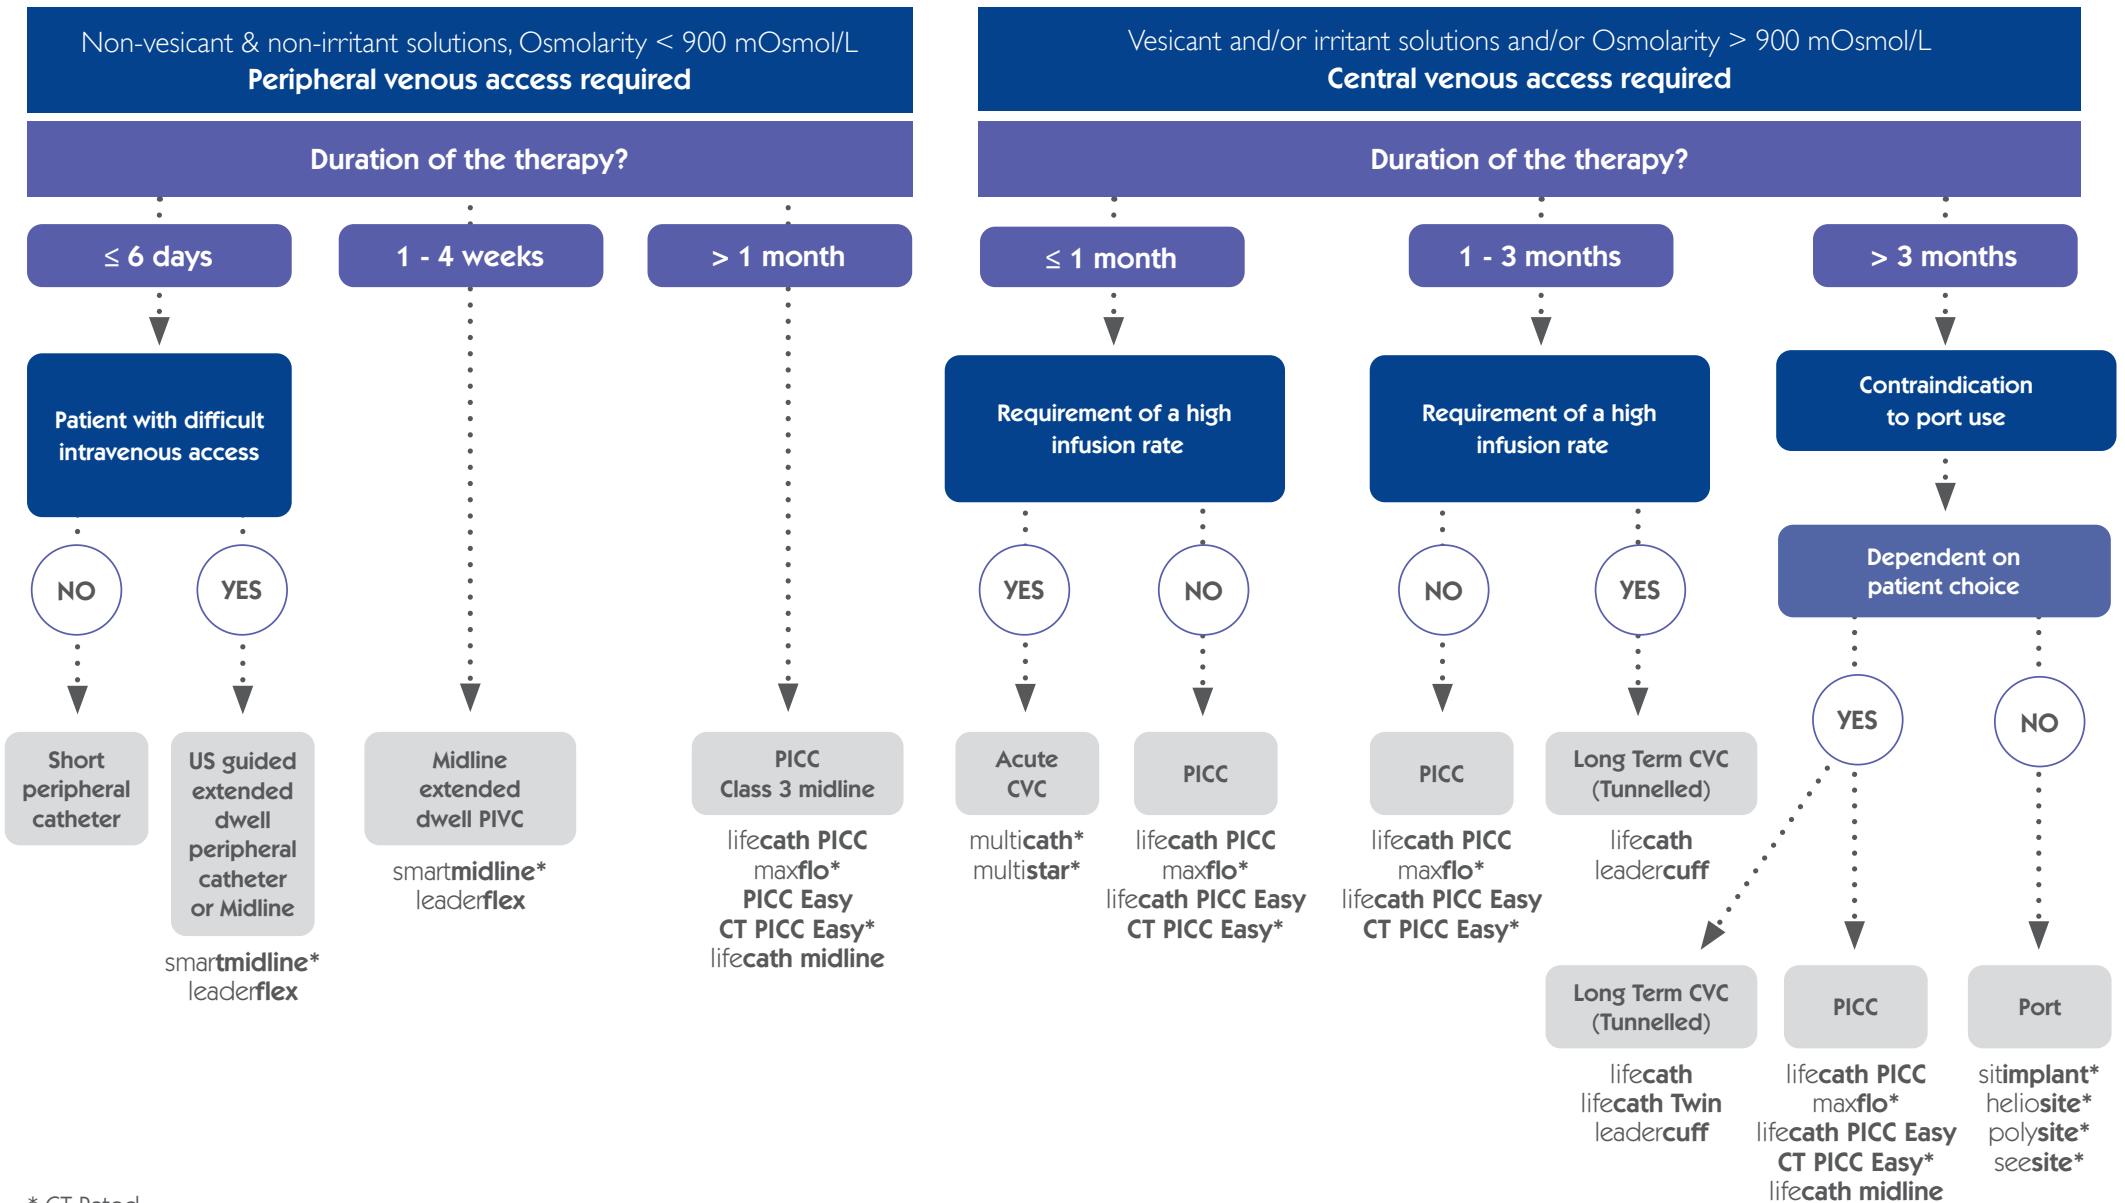 Non-vesicant & non-irritant solutions, Osmolarity < 900 mOsmol/L
Peripheral venous access required
Duration of the therapy?
≤ 6 days
1 - 4 weeks
> 1 month
Patient with difficult
intravenous access
NO
YES
Short
peripheral
catheter
US guided
extended
dwell
peripheral
catheter
or Midline
smartmidline*
leaderflex
Midline
extended
dwell PIVC
smartmidline*
leaderflex
PICC
Class 3 midline
lifecath PICC
maxflo*
PICC Easy
CT PICC Easy*
lifecath midline
Vesicant and/or irritant solutions and/or Osmolarity > 900 mOsmol/L
Central venous access required
Duration of the therapy?
≤ 1 month
1 - 3 months
> 3 months
Requirement of a high
infusion rate
YES
NO
Acute
CVC
multicath*
multistar*
PICC
lifecath PICC
maxflo*
lifecath PICC Easy
CT PICC Easy*
Requirement of a high
infusion rate
NO
YES
PICC
lifecath PICC
maxflo*
lifecath PICC Easy
CT PICC Easy*
Long Term CVC
(Tunnelled)
lifecath
leadercuff
Contraindication
to port use
Dependent on
patient choice
YES
NO
Long Term CVC
(Tunnelled)
lifecath
lifecath Twin
leadercuff
PICC
lifecath PICC
maxflo*
lifecath PICC Easy
CT PICC Easy*
lifecath midline
Port
sitimplant*
heliosite*
polysite*
seesite*
* CT Rated